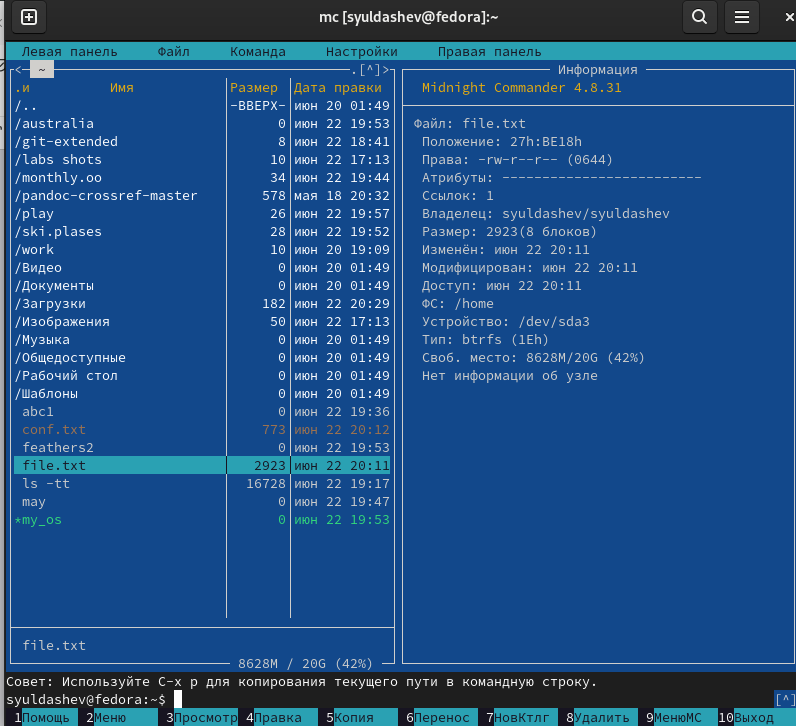 mc [syuldashev@fedora]:~
Левая панель Файл Команда Настройки Правая панель
<─ ~ .[^]>
.и Имя Размер Дата правки
/.. -ВВЕРХ- июн 20 01:49
/australia 0 июн 22 19:53
/git-extended 8 июн 22 18:41
/labs shots 10 июн 22 17:13
/monthly.oo 34 июн 22 19:44
/pandoc-crossref-master 578 мая 18 20:32
/play 26 июн 22 19:57
/ski.plases 28 июн 22 19:52
/work 10 июн 20 19:09
/Видео 0 июн 20 01:49
/Документы 0 июн 20 01:49
/Загрузки 182 июн 22 20:29
/Изображения 50 июн 22 17:13
/Музыка 0 июн 20 01:49
/Общедоступные 0 июн 20 01:49
/Рабочий стол 0 июн 20 01:49
/Шаблоны 0 июн 20 01:49
abc1 0 июн 22 19:36
conf.txt 773 июн 22 20:12
feathers2 0 июн 22 19:53
file.txt 2923 июн 22 20:11
ls -tt 16728 июн 22 19:17
may 0 июн 22 19:47
*my_os 0 июн 22 19:53
file.txt
8628M / 20G (42%)
Информация
Midnight Commander 4.8.31
Файл: file.txt
Положение: 27h:BE18h
Права: -rw-r--r-- (0644)
Атрибуты: -------------------------
Ссылок: 1
Владелец: syuldashev/syuldashev
Размер: 2923(8 блоков)
Изменён: июн 22 20:11
Модифицирован: июн 22 20:11
Доступ: июн 22 20:11
ФС: /home
Устройство: /dev/sda3
Тип: btrfs (1Eh)
Своб. место: 8628M/20G (42%)
Нет информации об узле
Совет: Используйте C-x p для копирования текущего пути в командную строку.
syuldashev@fedora:~$ [^]
1Помощь 2Меню 3Просмотр 4Правка 5Копия 6Перенос 7НовКтлг 8Удалить 9МенюМС 10Выход